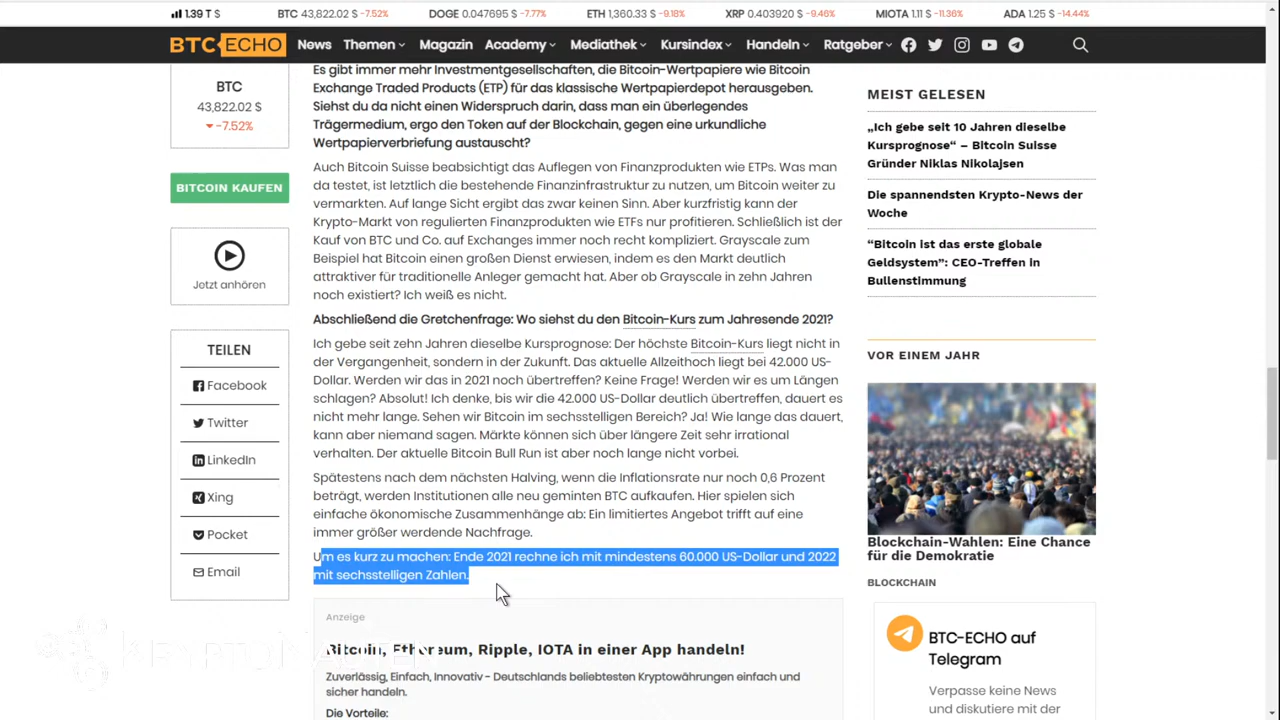 1.39 T $ BTC 43,822.02 $ -7.52% DOGE 0.047695 $ -7.77% ETH 1,360.33 $ -9.18% XRP 0.403920 $ -9.46% MIOTA 1.11 $ -11.36% ADA 1.25 $ -14.44%
BTC ECHO News Themen Magazin Academy Mediathek Kursindex Handeln Ratgeber
BTC
43,822.02 $
-7.52%
BITCOIN KAUFEN
Jetzt anhören
TEILEN
Facebook
Twitter
LinkedIn
Xing
Pocket
Email
Es gibt immer mehr Investmentgesellschaften, die Bitcoin-Wertpapiere wie Bitcoin
Exchange Traded Products (ETP) für das klassische Wertpapierdepot herausgeben.
Siehst du da nicht einen Widerspruch darin, dass man ein überlegendes
Trägermedium, ergo den Token auf der Blockchain, gegen eine urkundliche
Wertpapierverbriefung austauscht?
Auch Bitcoin Suisse beabsichtigt das Auflegen von Finanzprodukten wie ETPs. Was man
da testet, ist letztlich die bestehende Finanzinfrastruktur zu nutzen, um Bitcoin weiter zu
vermarkten. Auf lange Sicht ergibt das zwar keinen Sinn. Aber kurzfristig kann der
Krypto-Markt von regulierten Finanzprodukten wie ETFs nur profitieren. Schließlich ist der
Kauf von BTC und Co. auf Exchanges immer noch recht kompliziert. Grayscale zum
Beispiel hat Bitcoin einen großen Dienst erwiesen, indem es den Markt deutlich
attraktiver für traditionelle Anleger gemacht hat. Aber ob Grayscale in zehn Jahren
noch existiert? Ich weiß es nicht.
Abschließend die Gretchenfrage: Wo siehst du den Bitcoin-Kurs zum Jahresende 2021?
Ich gebe seit zehn Jahren dieselbe Kursprognose: Der höchste Bitcoin-Kurs liegt nicht in
der Vergangenheit, sondern in der Zukunft. Das aktuelle Allzeithoch liegt bei 42.000 US-
Dollar. Werden wir das in 2021 noch übertreffen? Keine Frage! Werden wir es um Längen
schlagen? Absolut! Ich denke, bis wir die 42.000 US-Dollar deutlich übertreffen, dauert es
nicht mehr lange. Sehen wir Bitcoin im sechsstelligen Bereich? Ja! Wie lange das dauert,
kann aber niemand sagen. Märkte können sich über längere Zeit sehr irrational
verhalten. Der aktuelle Bitcoin Bull Run ist aber noch lange nicht vorbei.
Spätestens nach dem nächsten Halving, wenn die Inflationsrate nur noch 0,6 Prozent
beträgt, werden Institutionen alle neu geminten BTC aufkaufen. Hier spielen sich
einfache ökonomische Zusammenhänge ab: Ein limitiertes Angebot trifft auf eine
immer größer werdende Nachfrage.
Um es kurz zu machen: Ende 2021 rechne ich mit mindestens 60.000 US-Dollar und 2022
mit sechsstelligen Zahlen.
Anzeige
Bitcoin, Ethereum, Ripple, IOTA in einer App handeln!
Zuverlässig, Einfach, Innovativ - Deutschlands beliebtesten Kryptowährungen einfach und
sicher handeln.
Die Vorteile:
KRYPTONAUTEN
MEIST GELESEN
„Ich gebe seit 10 Jahren dieselbe
Kursprognose“ – Bitcoin Suisse
Gründer Niklas Nikolajsen
Die spannendsten Krypto-News der
Woche
“Bitcoin ist das erste globale
Geldsystem”: CEO-Treffen in
Bullenstimmung
VOR EINEM JAHR
Blockchain-Wahlen: Eine Chance
für die Demokratie
BLOCKCHAIN
BTC-ECHO auf
Telegram
Verpasse keine News
und diskutiere mit der